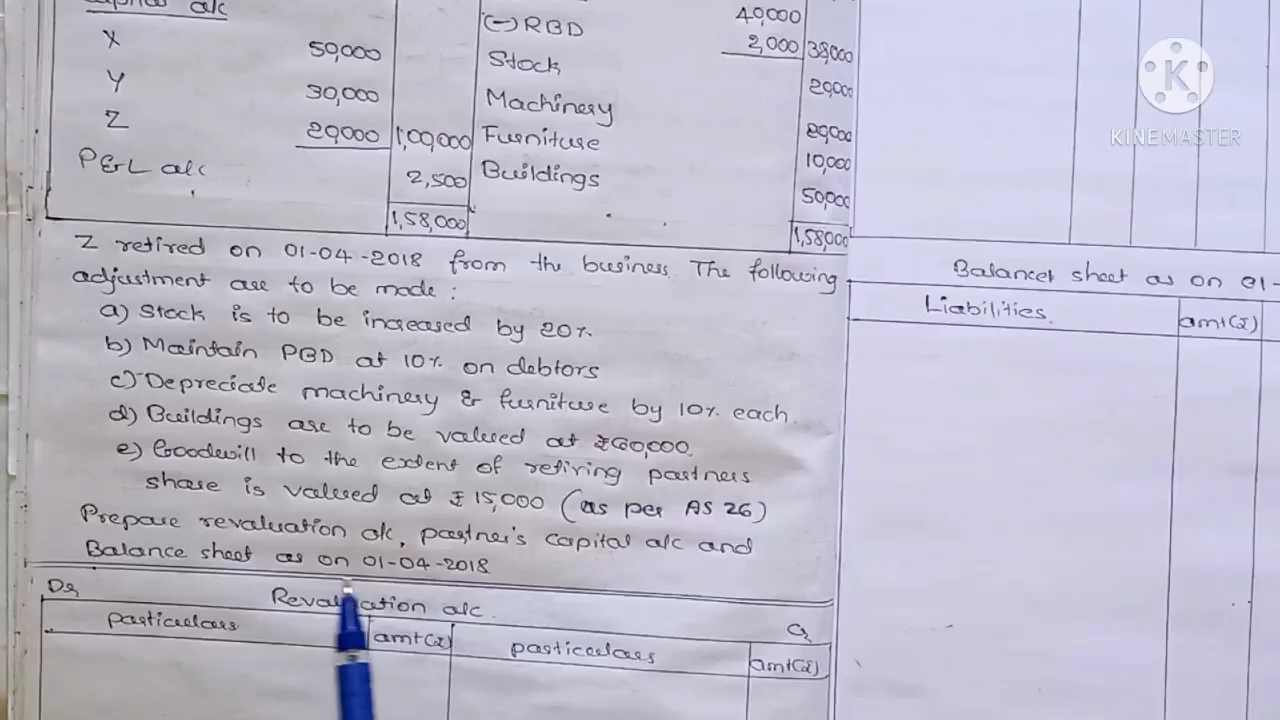 a/c
(-) RBD 40,000
2,000 38,000
X 50,000 Stock 20,000
Y 30,000 Machinery 20,000
Z 20,000 1,00,000 Furniture 10,000
P&L a/c 2,500 Buildings 50,000
1,58,000 1,58,000
Z retired on 01-04-2018 from the business. The following
adjustment are to be made:
a) Stock is to be increased by 20%
b) Maintain PBD at 10% on debtors
c) Depreciate machinery & furniture by 10% each
d) Buildings are to be valued at ₹60,000.
e) Goodwill to the extent of retiring partners
share is valued at ₹15,000 (as per AS 26)
Prepare revaluation a/c, partner's capital a/c and
Balance sheet as on 01-04-2018
Dr Revaluation a/c. Cr
particulars amt(₹) particulars amt(₹)
Balance sheet as on 01-
Liabilities. amt(₹)
K
KINEMASTER